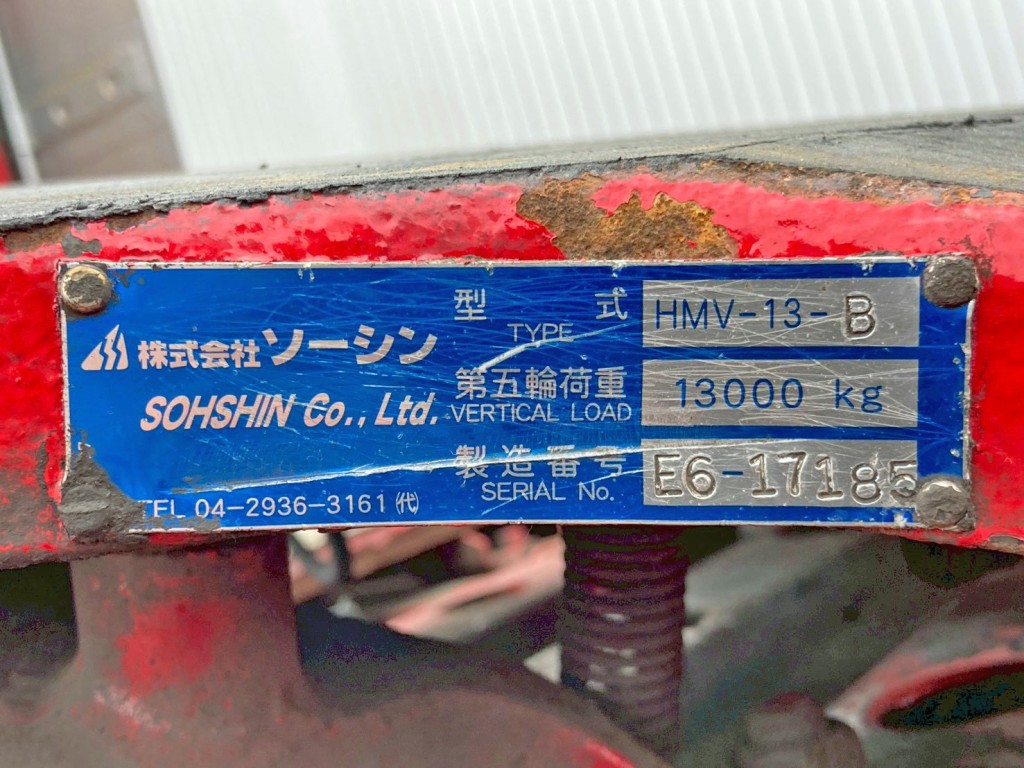 型式 HMV-13-B
TYPE
株式会社ソーシン
第五輪荷重 13000 kg
SOHSHIN Co., Ltd. VERTICAL LOAD
製造番号 E6-17185
SERIAL No.
TEL 04-2936-3161 (代)